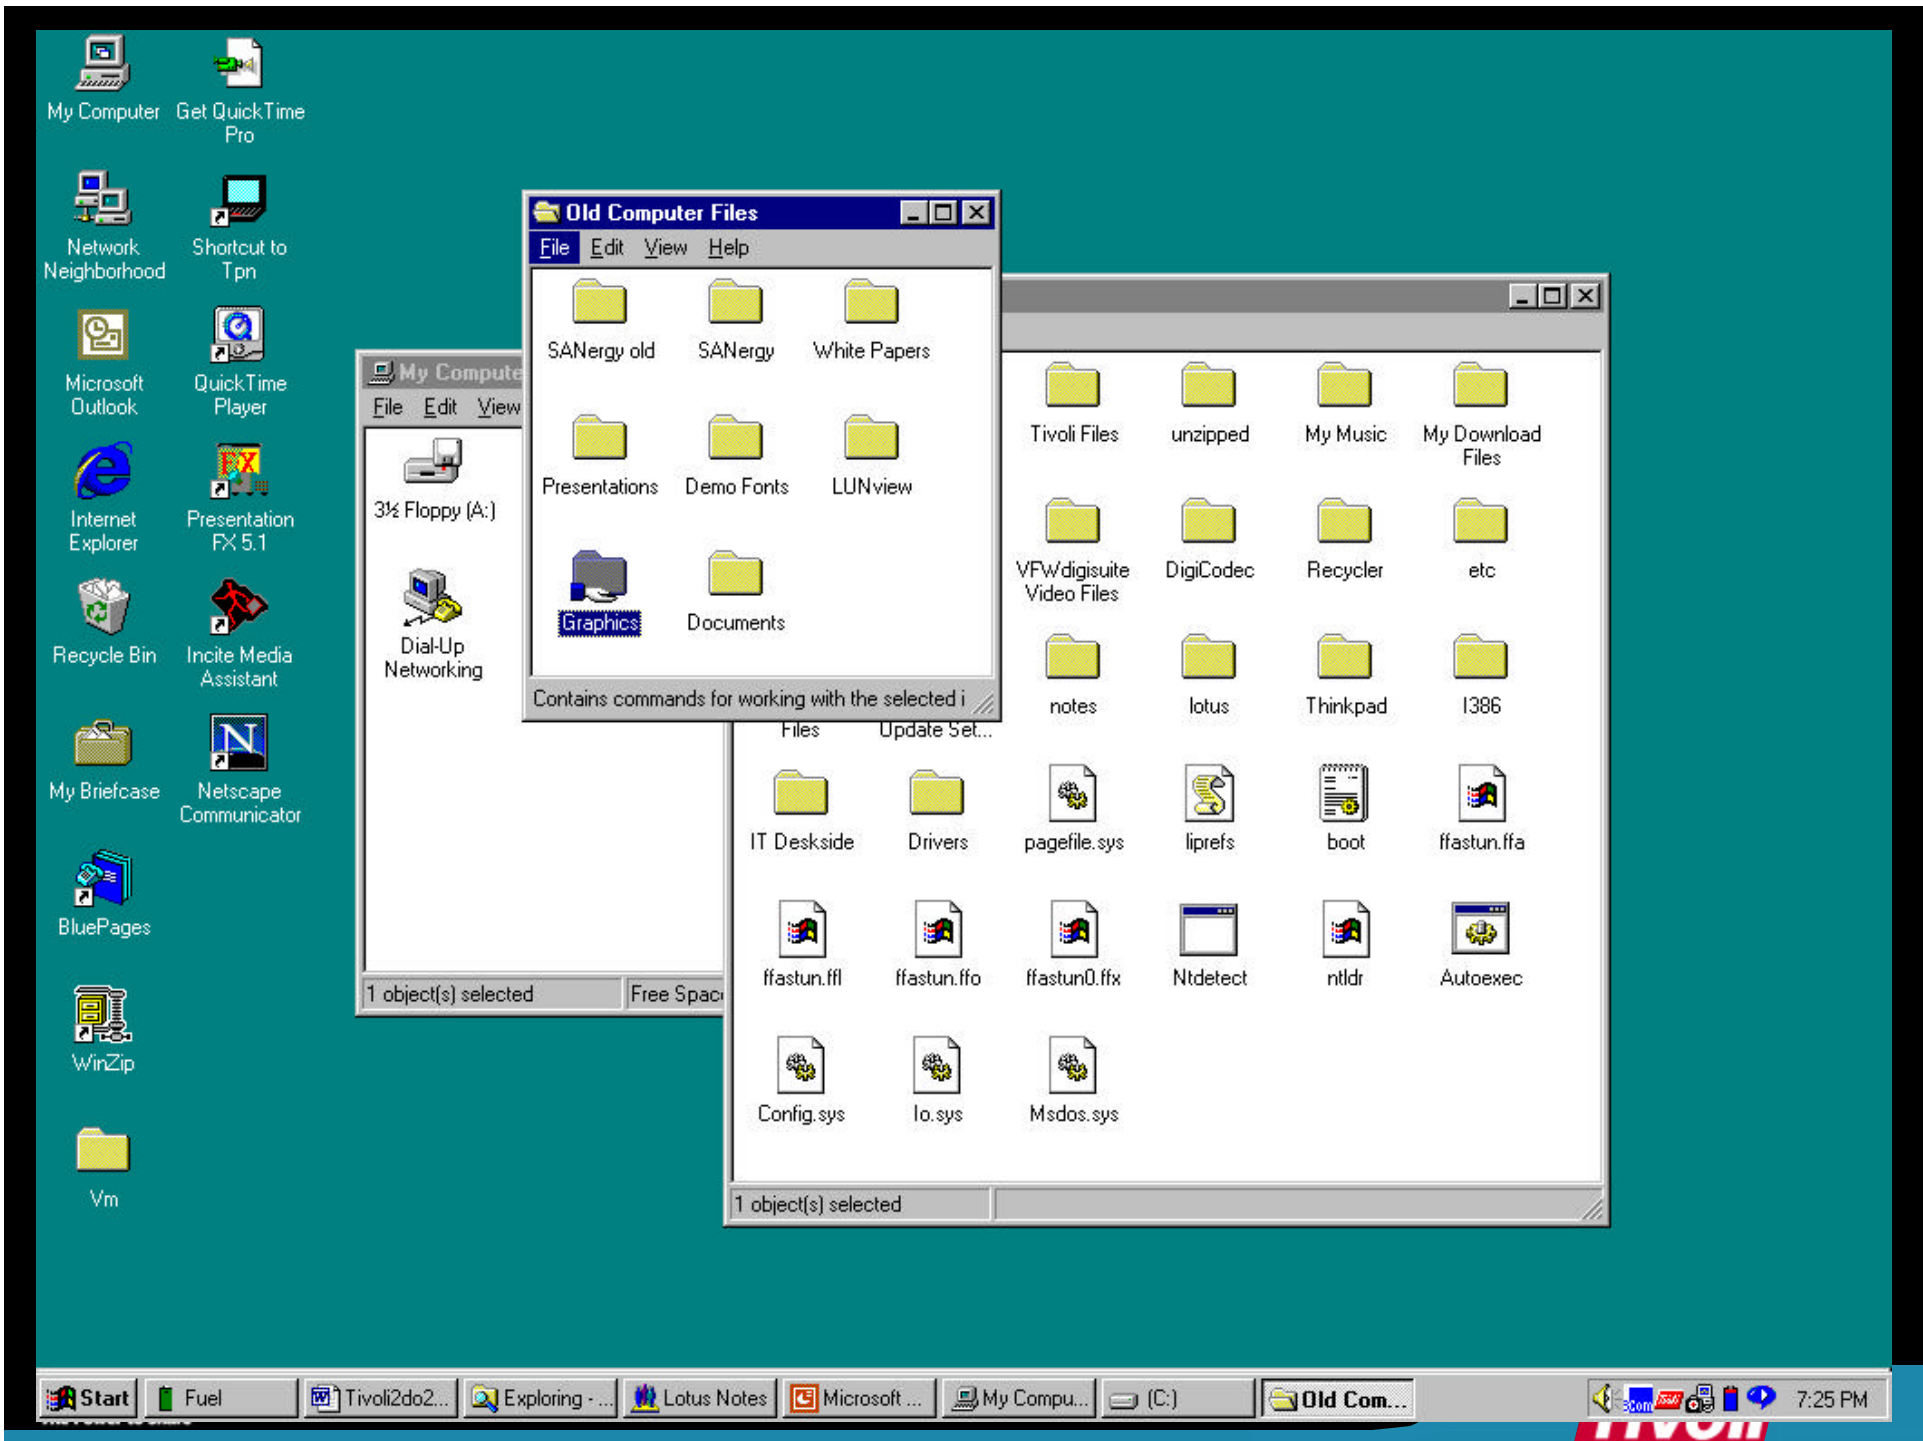 My Computer
Get QuickTime
Pro
Network
Neighborhood
Shortcut to
Tpn
Microsoft
Outlook
QuickTime
Player
Internet
Explorer
Presentation
FX 5.1
Recycle Bin
Incite Media
Assistant
My Briefcase
Netscape
Communicator
BluePages
WinZip
Vm
Old Computer Files
File Edit View Help
SANergy old
SANergy
White Papers
Presentations
Demo Fonts
LUNview
Graphics
Documents
Contains commands for working with the selected i
My Compute
File Edit View
3½ Floppy (A:)
Dial-Up
Networking
1 object(s) selected
Free Spac
Tivoli Files
unzipped
My Music
My Download
Files
VFWdigisuite
Video Files
DigiCodec
Recycler
etc
notes
lotus
Thinkpad
I386
Files
Update Set...
IT Deskside
Drivers
pagefile.sys
liprefs
boot
ffastun.ffa
ffastun.ffl
ffastun.ffo
ffastun0.ffx
Ntdetect
ntldr
Autoexec
Config.sys
Io.sys
Msdos.sys
1 object(s) selected
Start
Fuel
Tivoli2do2...
Exploring - ...
Lotus Notes
Microsoft ...
My Compu...
(C:)
Old Com...
7:25 PM
Tivoli